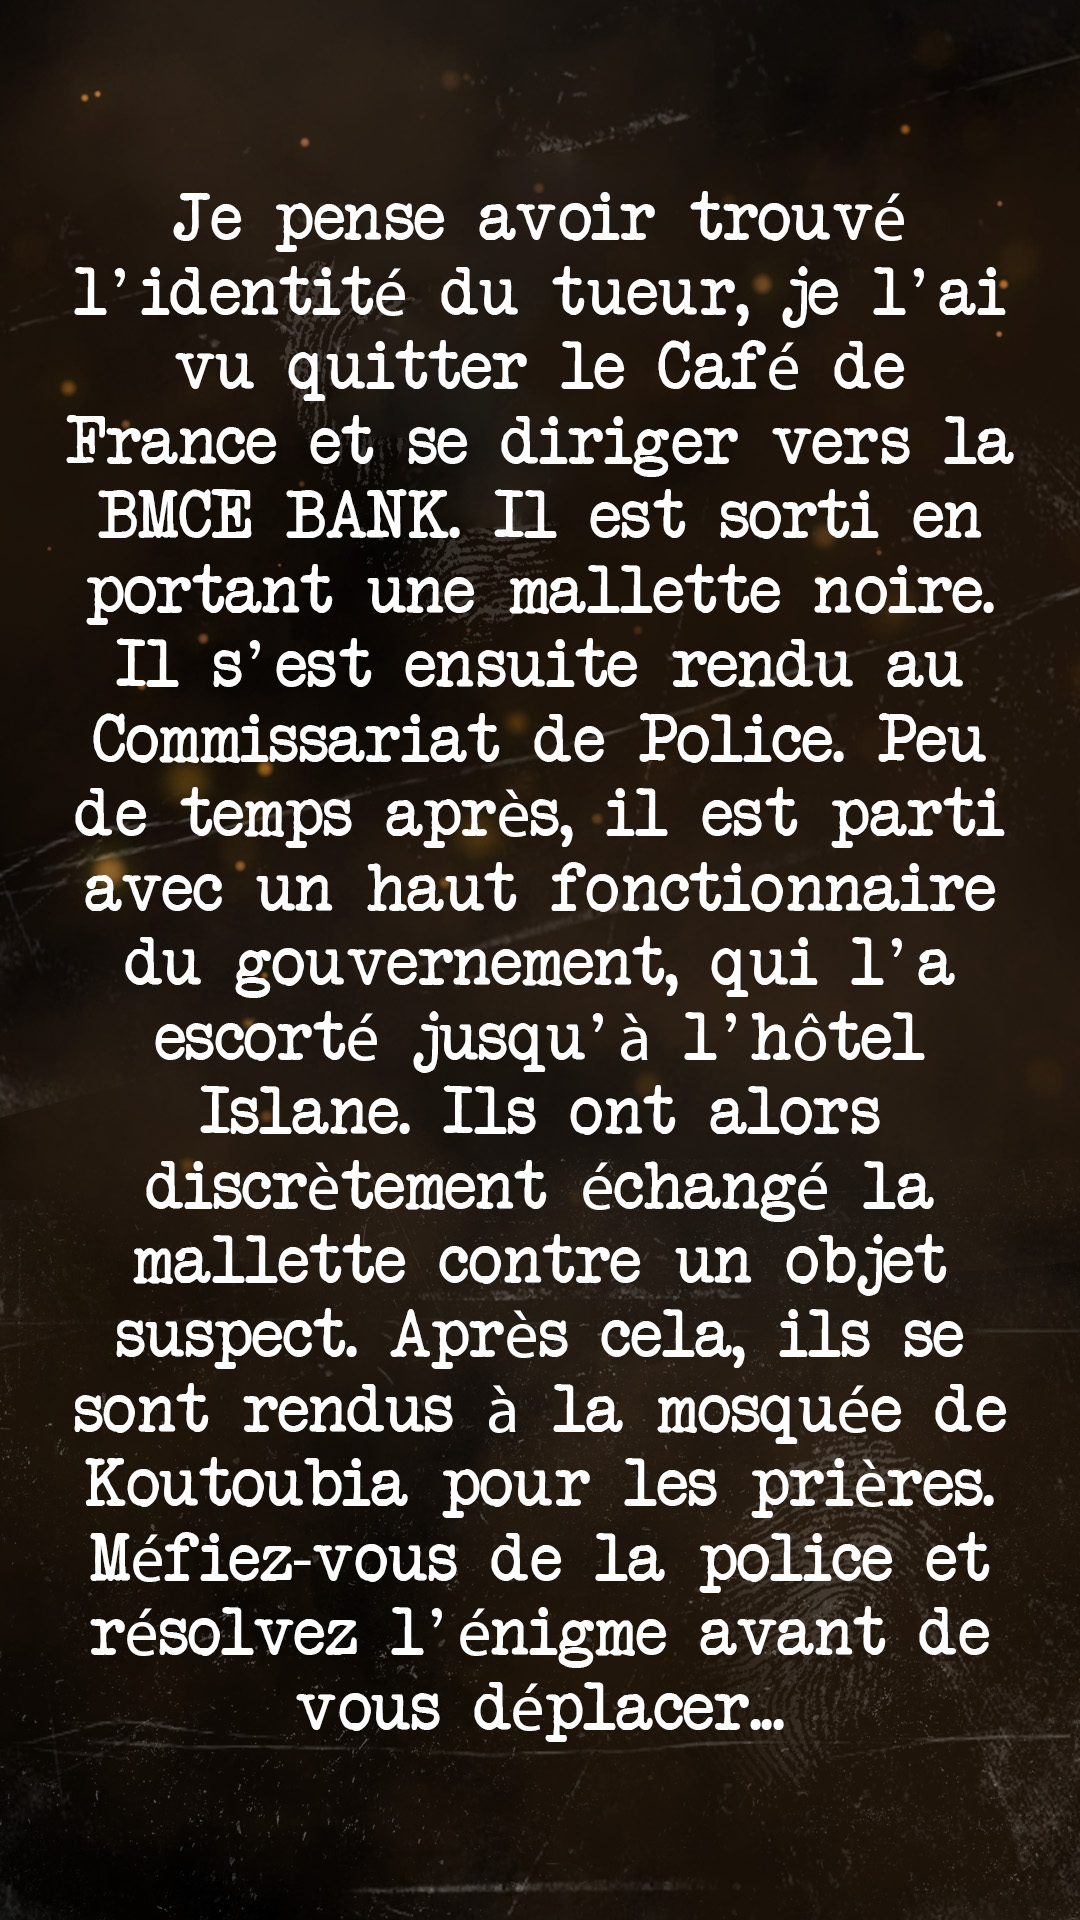 Je pense avoir trouvé
l’identité du tueur, je l’ai
vu quitter le Café de
France et se diriger vers la
BMCE BANK. Il est sorti en
portant une mallette noire.
Il s’est ensuite rendu au
Commissariat de Police. Peu
de temps après, il est parti
avec un haut fonctionnaire
du gouvernement, qui l’a
escorté jusqu’à l’hôtel
Islane. Ils ont alors
discrètement échangé la
mallette contre un objet
suspect. Après cela, ils se
sont rendus à la mosquée de
Koutoubia pour les prières.
Méfiez-vous de la police et
résolvez l’énigme avant de
vous déplacer…